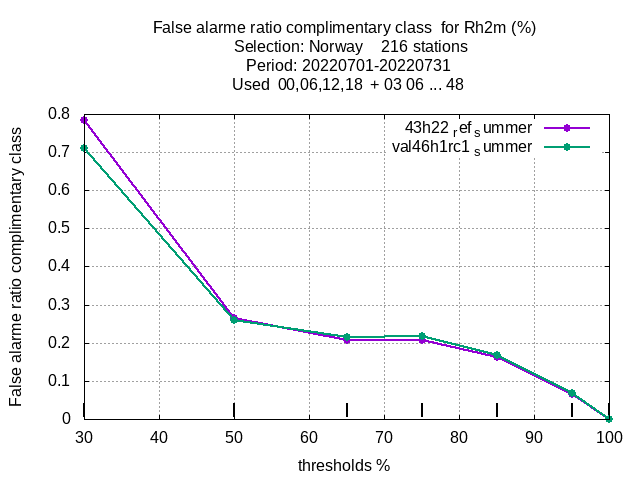 False alarme ratio complimentary class  for Rh2m (%)
Selection: Norway    216 stations
Period: 20220701-20220731
Used  00,06,12,18  + 03 06 ... 48
43h22 refsummer
val46h1rc1 summer
False alarme ratio complimentary class
0.8
0.7
0.6
0.5
0.4
0.3
0.2
0.1
0
30 40 50 60 70 80 90 100
thresholds %